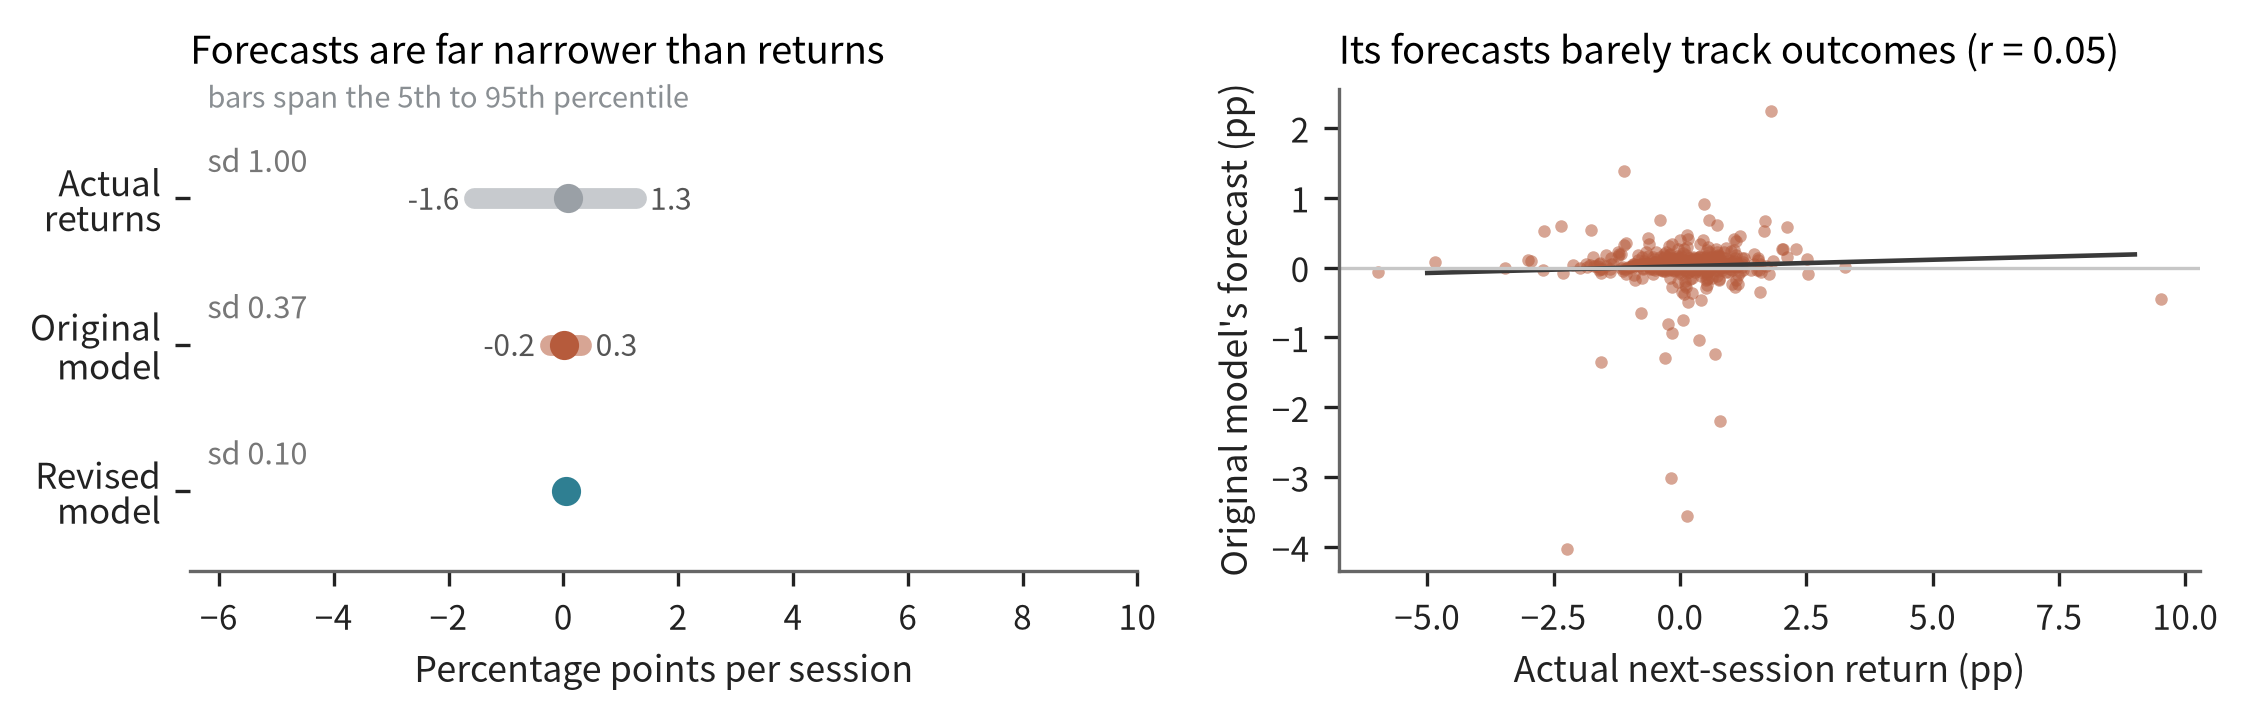 Forecasts are far narrower than returns
bars span the 5th to 95th percentile
Actual
returns
sd 1.00
-1.6
1.3
Original
model
sd 0.37
-0.2
0.3
Revised
model
sd 0.10
−6
−4
−2
0
2
4
6
8
10
Percentage points per session
Its forecasts barely track outcomes (r = 0.05)
Original model's forecast (pp)
2
1
0
−1
−2
−3
−4
−5.0
−2.5
0.0
2.5
5.0
7.5
10.0
Actual next-session return (pp)